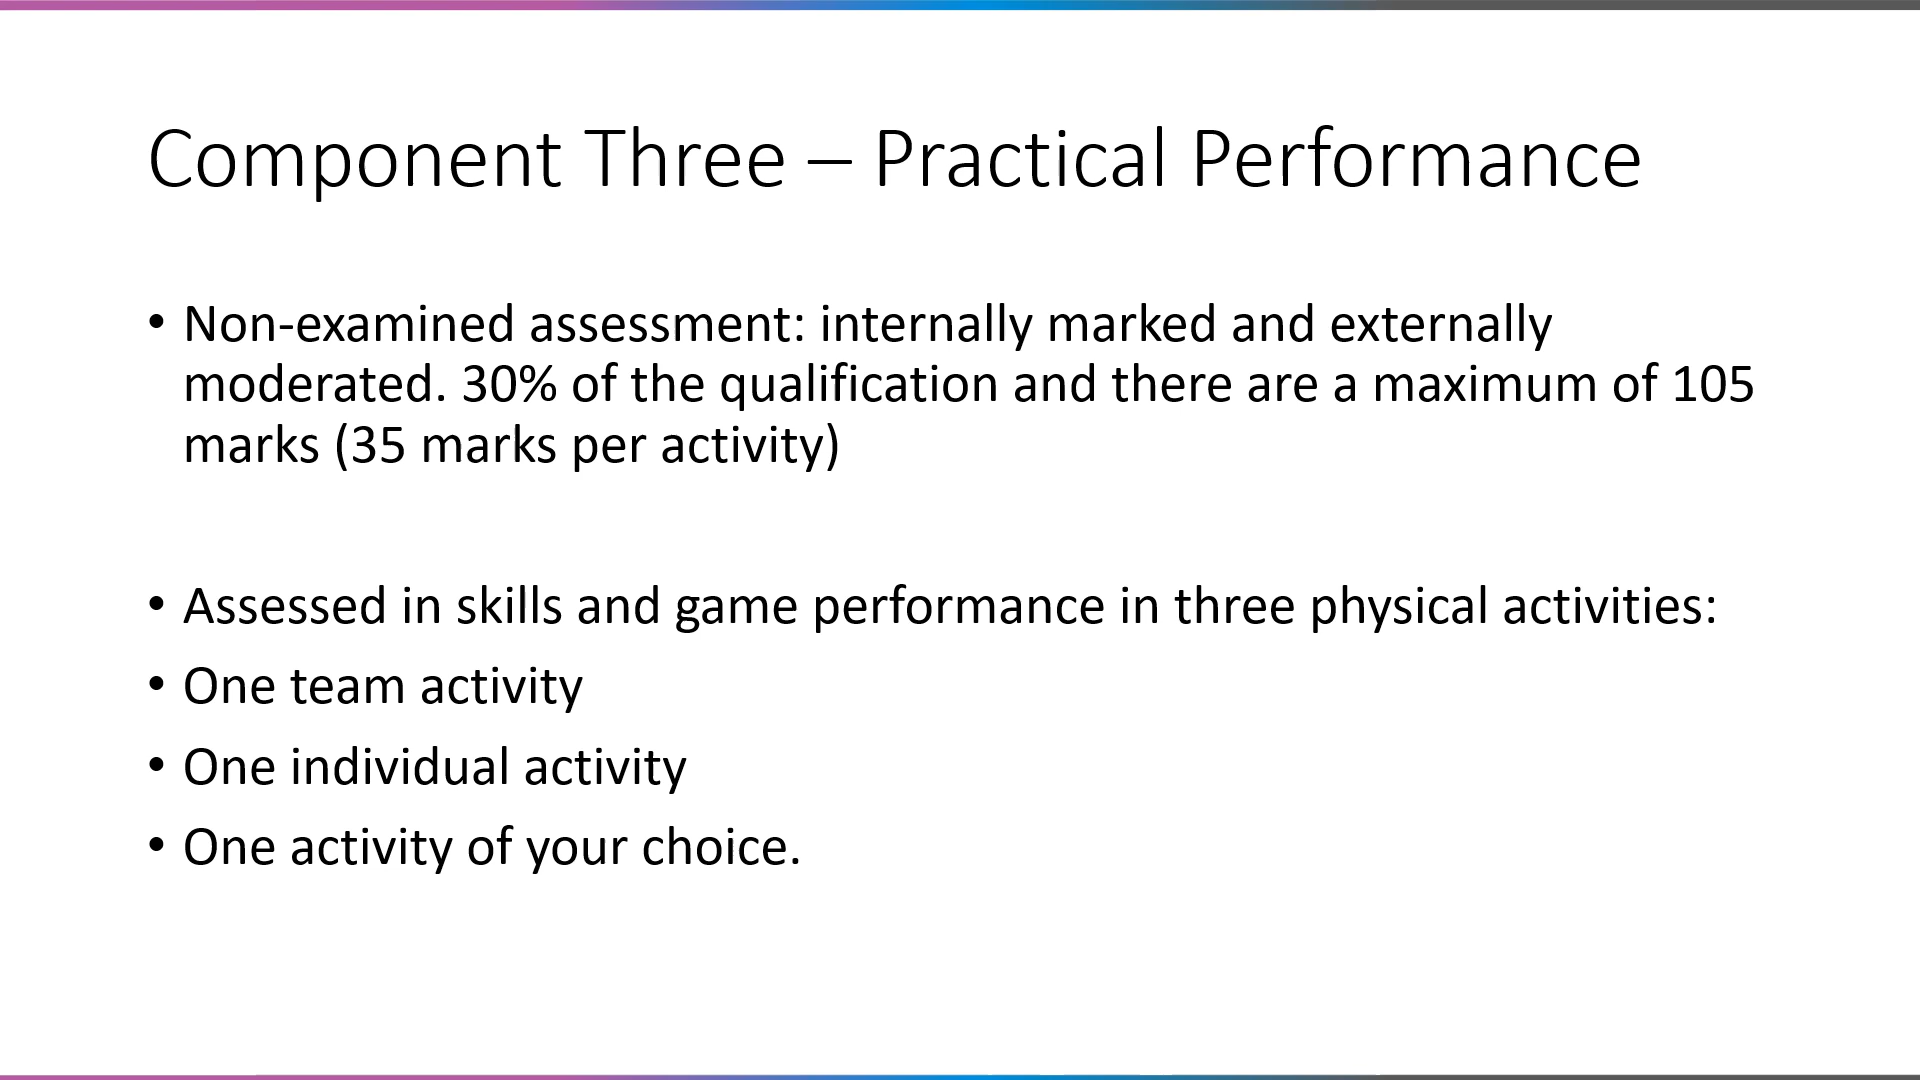 Component Three – Practical Performance
• Non-examined assessment: internally marked and externally
moderated. 30% of the qualification and there are a maximum of 105
marks (35 marks per activity)
• Assessed in skills and game performance in three physical activities:
• One team activity
• One individual activity
• One activity of your choice.